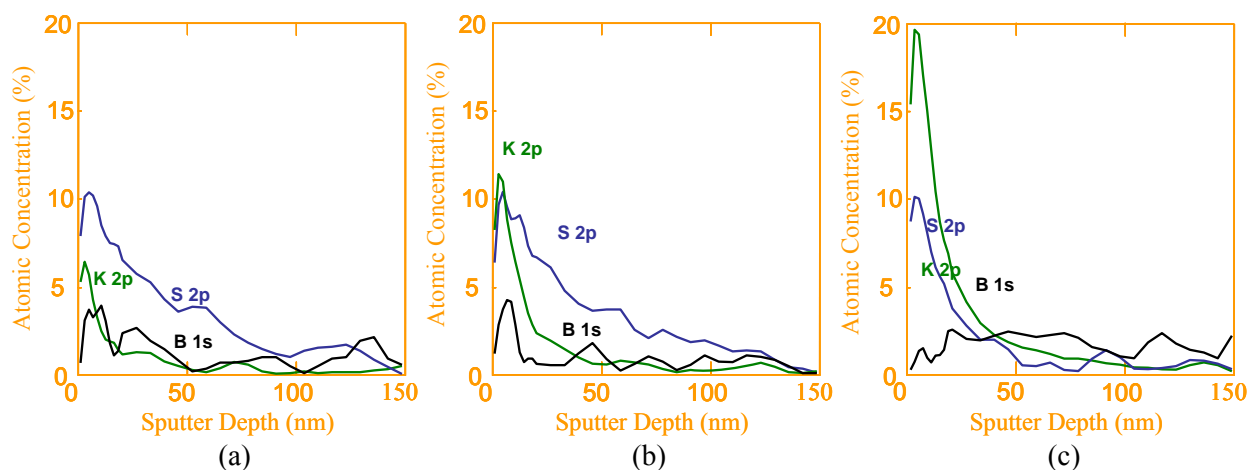 20
15
10
5
0
Atomic Concentration (%)
K 2p
S 2p
B 1s
0
50
100
150
Sputter Depth (nm)
(a)
20
15
10
5
0
Atomic Concentration (%)
K 2p
S 2p
B 1s
0
50
100
150
Sputter Depth (nm)
(b)
20
15
10
5
0
Atomic Concentration (%)
S 2p
K 2p
B 1s
0
50
100
150
Sputter Depth (nm)
(c)